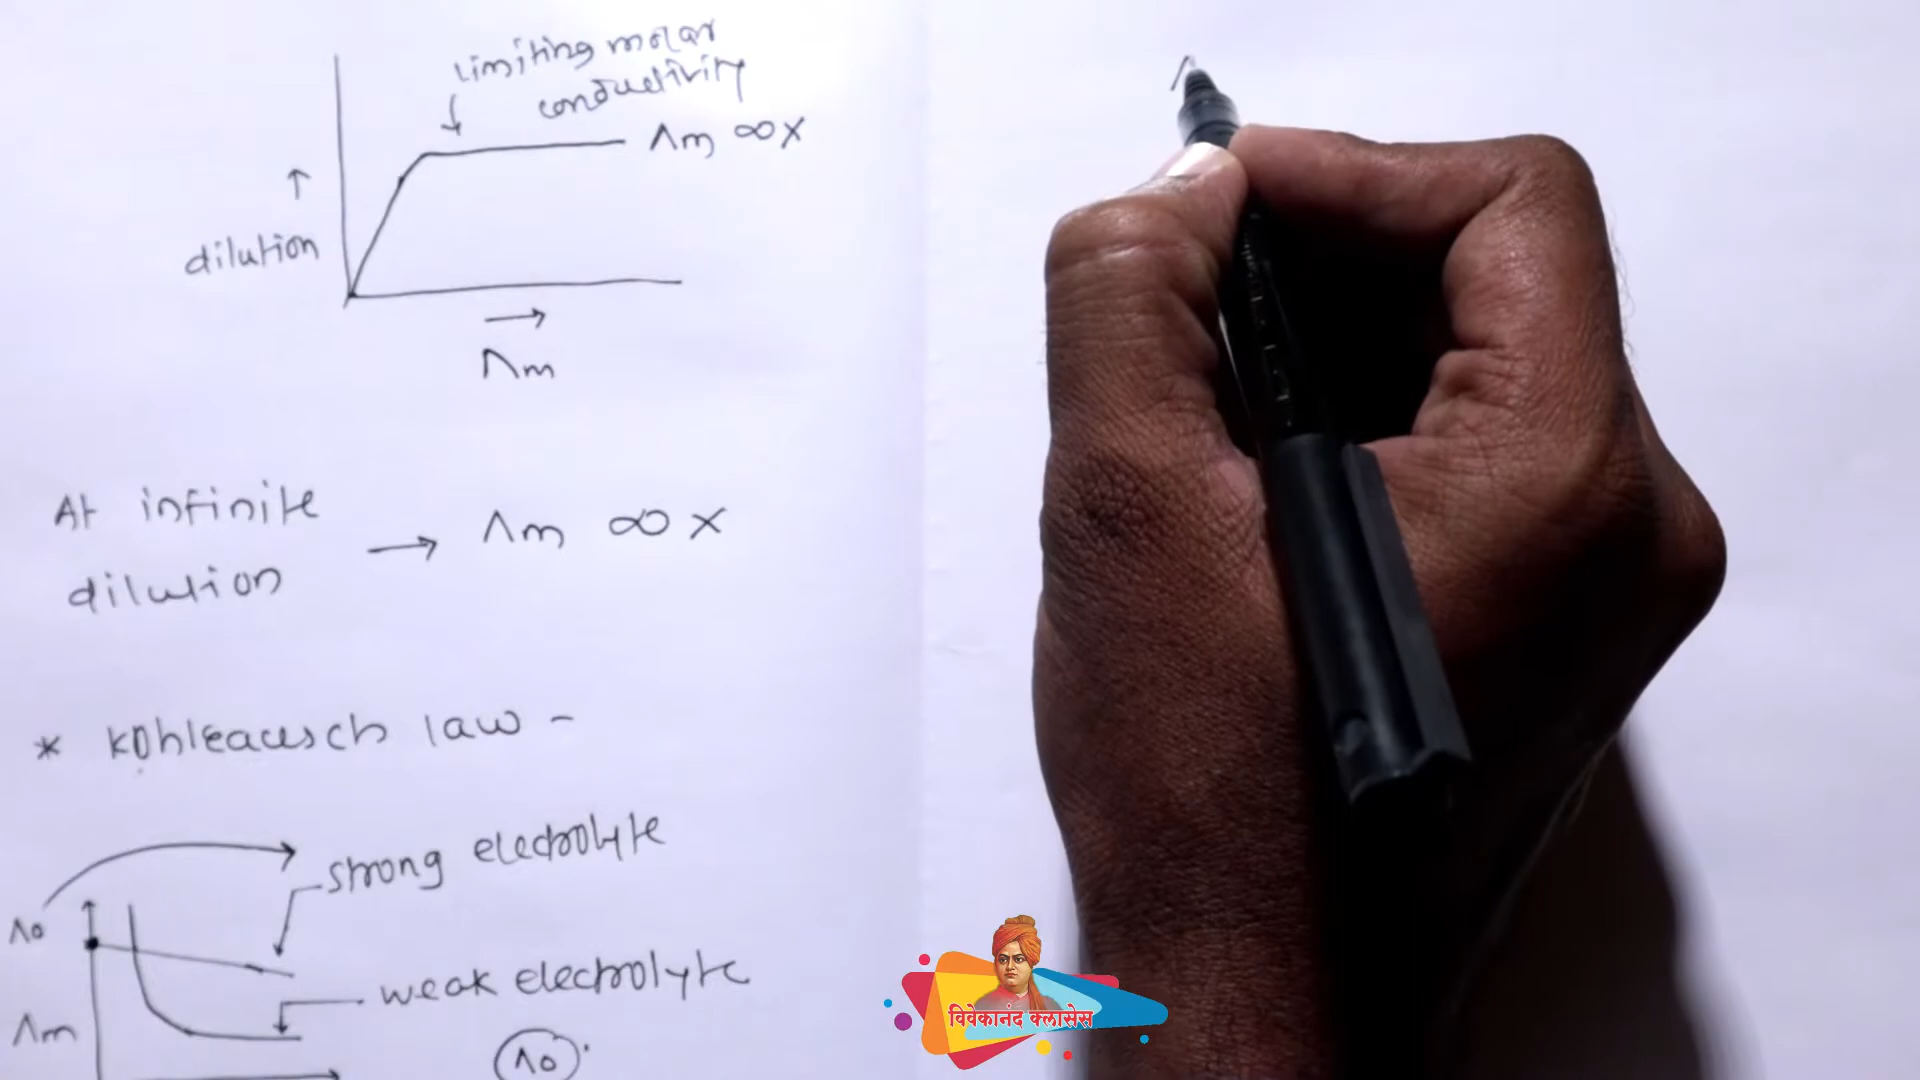 limiting molar
conductivity
Λm ∞ X
↑
dilution
→
Λm
At infinite
dilution → Λm ∞ X
* Kohleausch law -
strong electrolyte
Λo
weak electrolyte
Λm
Λo
Λ
विवेकानंद क्लासेस